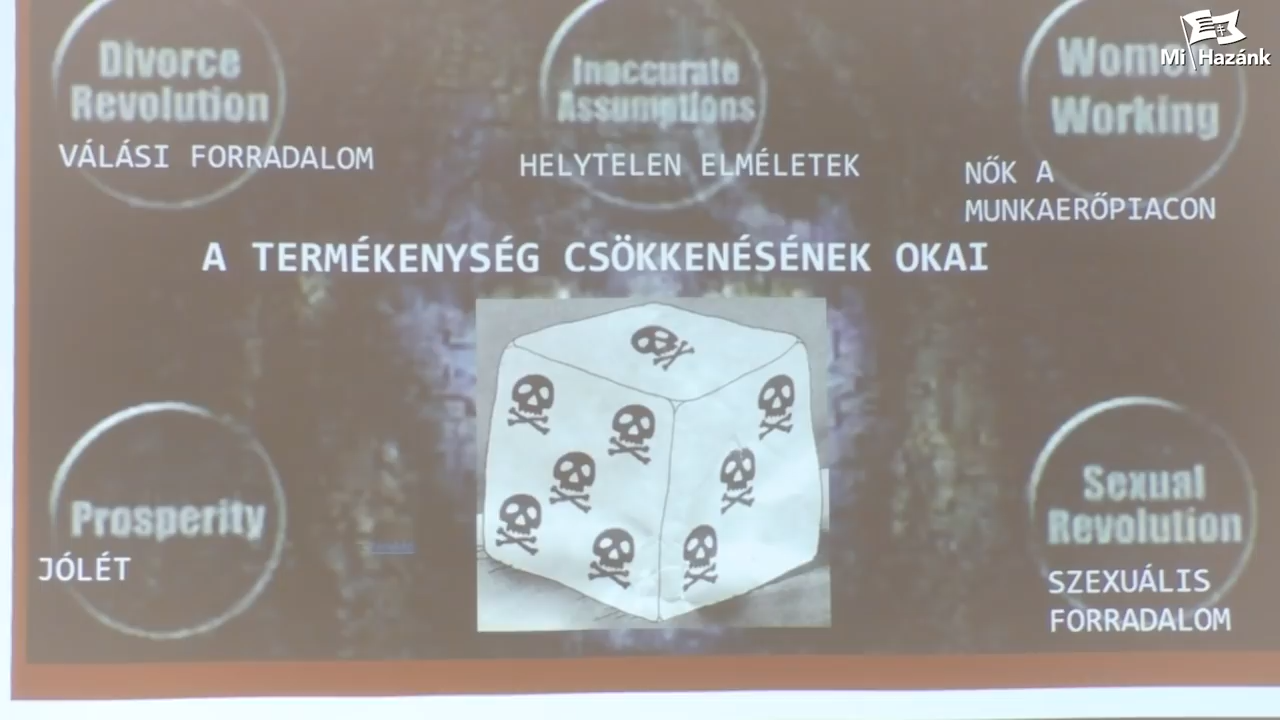 Divorce
Revolution
VÁLÁSI FORRADALOM
Inaccurate
Assumptions
HELYTELEN ELMÉLETEK
Women
Working
NŐK A
MUNKAERŐPIACON
Mi Hazánk
A TERMÉKENYSÉG CSÖKKENÉSÉNEK OKAI
Prosperity
JÓLÉT
Sexual
Revolution
SZEXUÁLIS
FORRADALOM